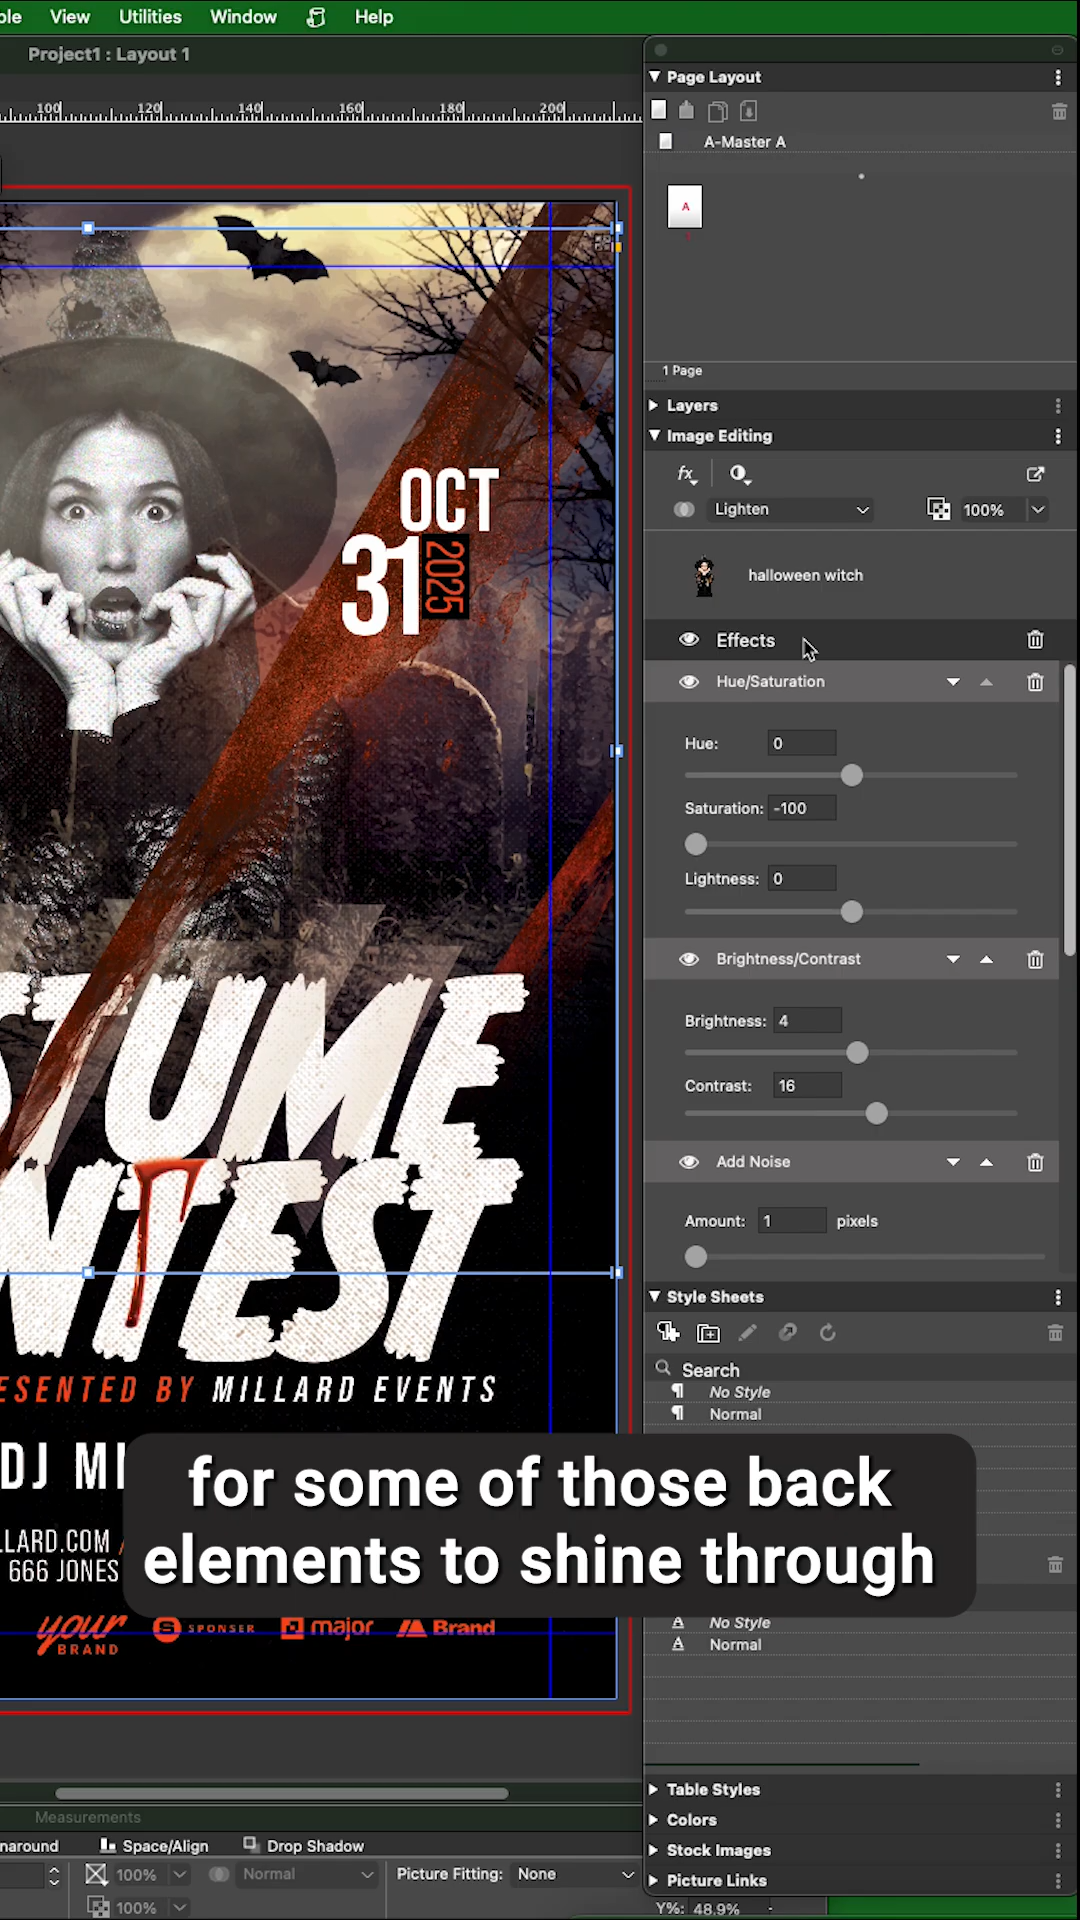 View Utilities Window Help
Project1 : Layout 1
100 120 140 160 180 200
Page Layout
A-Master A
A
1 Page
Layers
Image Editing
fx
Lighten 100%
halloween witch
Effects
Hue/Saturation
Hue: 0
Saturation: -100
Lightness: 0
Brightness/Contrast
Brightness: 4
Contrast: 16
Add Noise
Amount: 1 pixels
Style Sheets
Search
No Style
Normal
No Style
Normal
Table Styles
Colors
Stock Images
Picture Links
OCT
31 2025
STUME
NTEST
ESENTED BY MILLARD EVENTS
DJ MI
LLARD.COM /
666 JONES
your BRAND
S SPONSER
major
Brand
for some of those back
elements to shine through
Measurements
naround Space/Align Drop Shadow
100% Normal Picture Fitting: None
100%
Y%: 48.9%